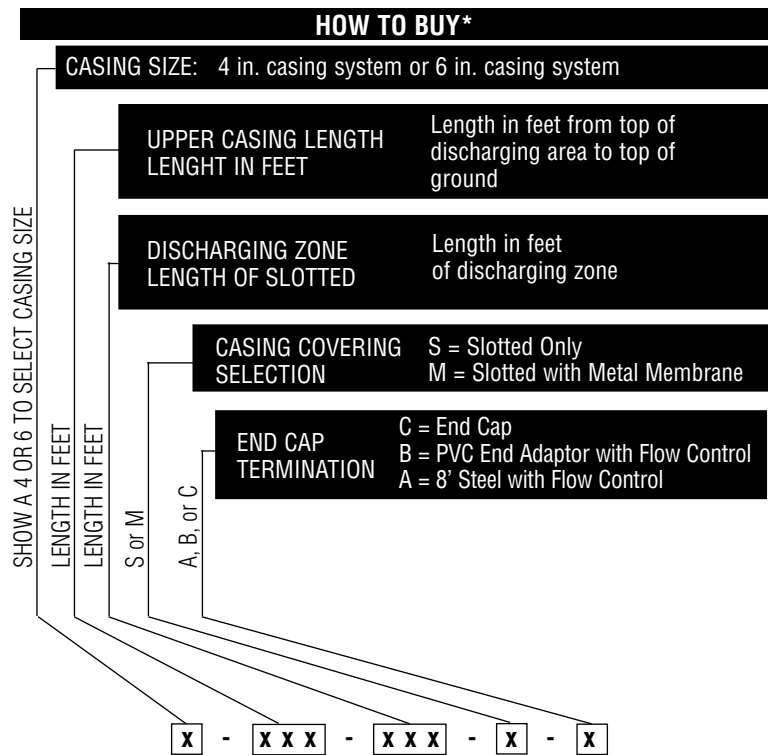 HOW TO BUY*
CASING SIZE: 4 in. casing system or 6 in. casing system
UPPER CASING LENGTH
LENGHT IN FEET
Length in feet from top of
discharging area to top of
ground
DISCHARGING ZONE
LENGTH OF SLOTTED
Length in feet
of discharging zone
CASING COVERING
SELECTION
S = Slotted Only
M = Slotted with Metal Membrane
END CAP
TERMINATION
C = End Cap
B = PVC End Adaptor with Flow Control
A = 8' Steel with Flow Control
SHOW A 4 OR 6 TO SELECT CASING SIZE
LENGTH IN FEET
LENGTH IN FEET
S or M
A, B, or C
X - X X X - X X X - X - X